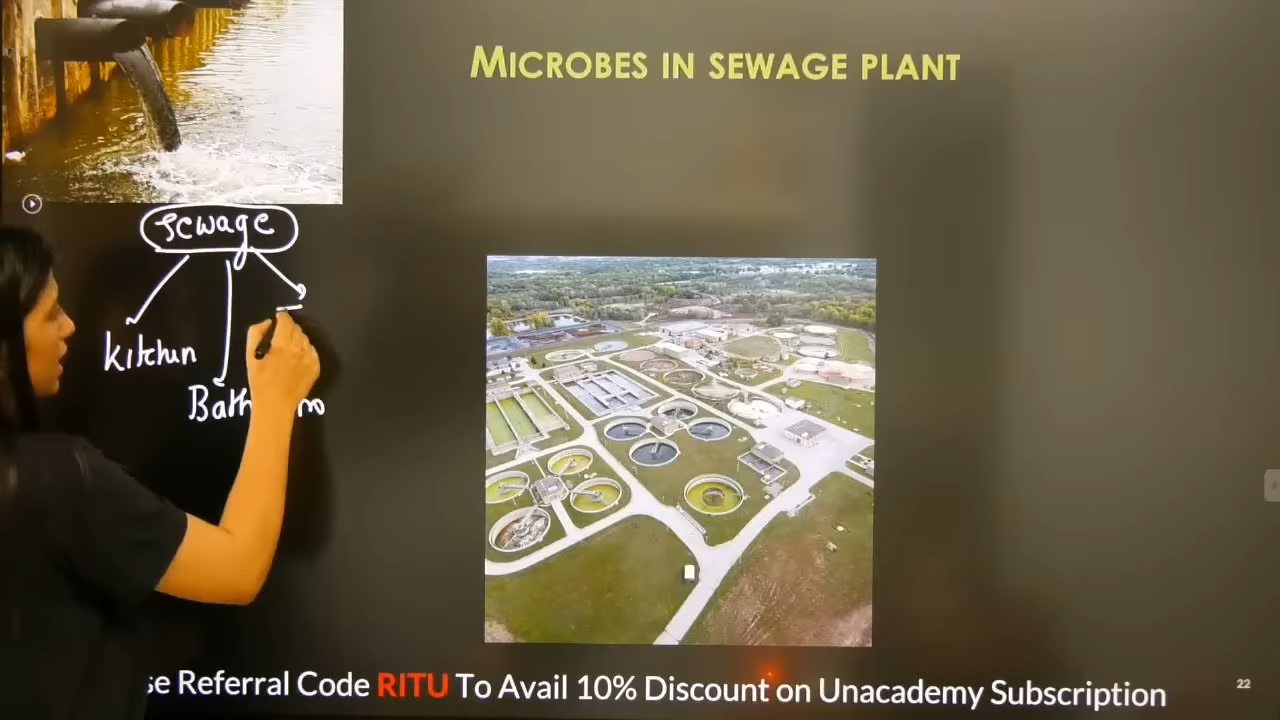 MICROBES IN SEWAGE PLANT
Sewage
kitchen
Bath
se Referral Code RITU To Avail 10% Discount on Unacademy Subscription
22